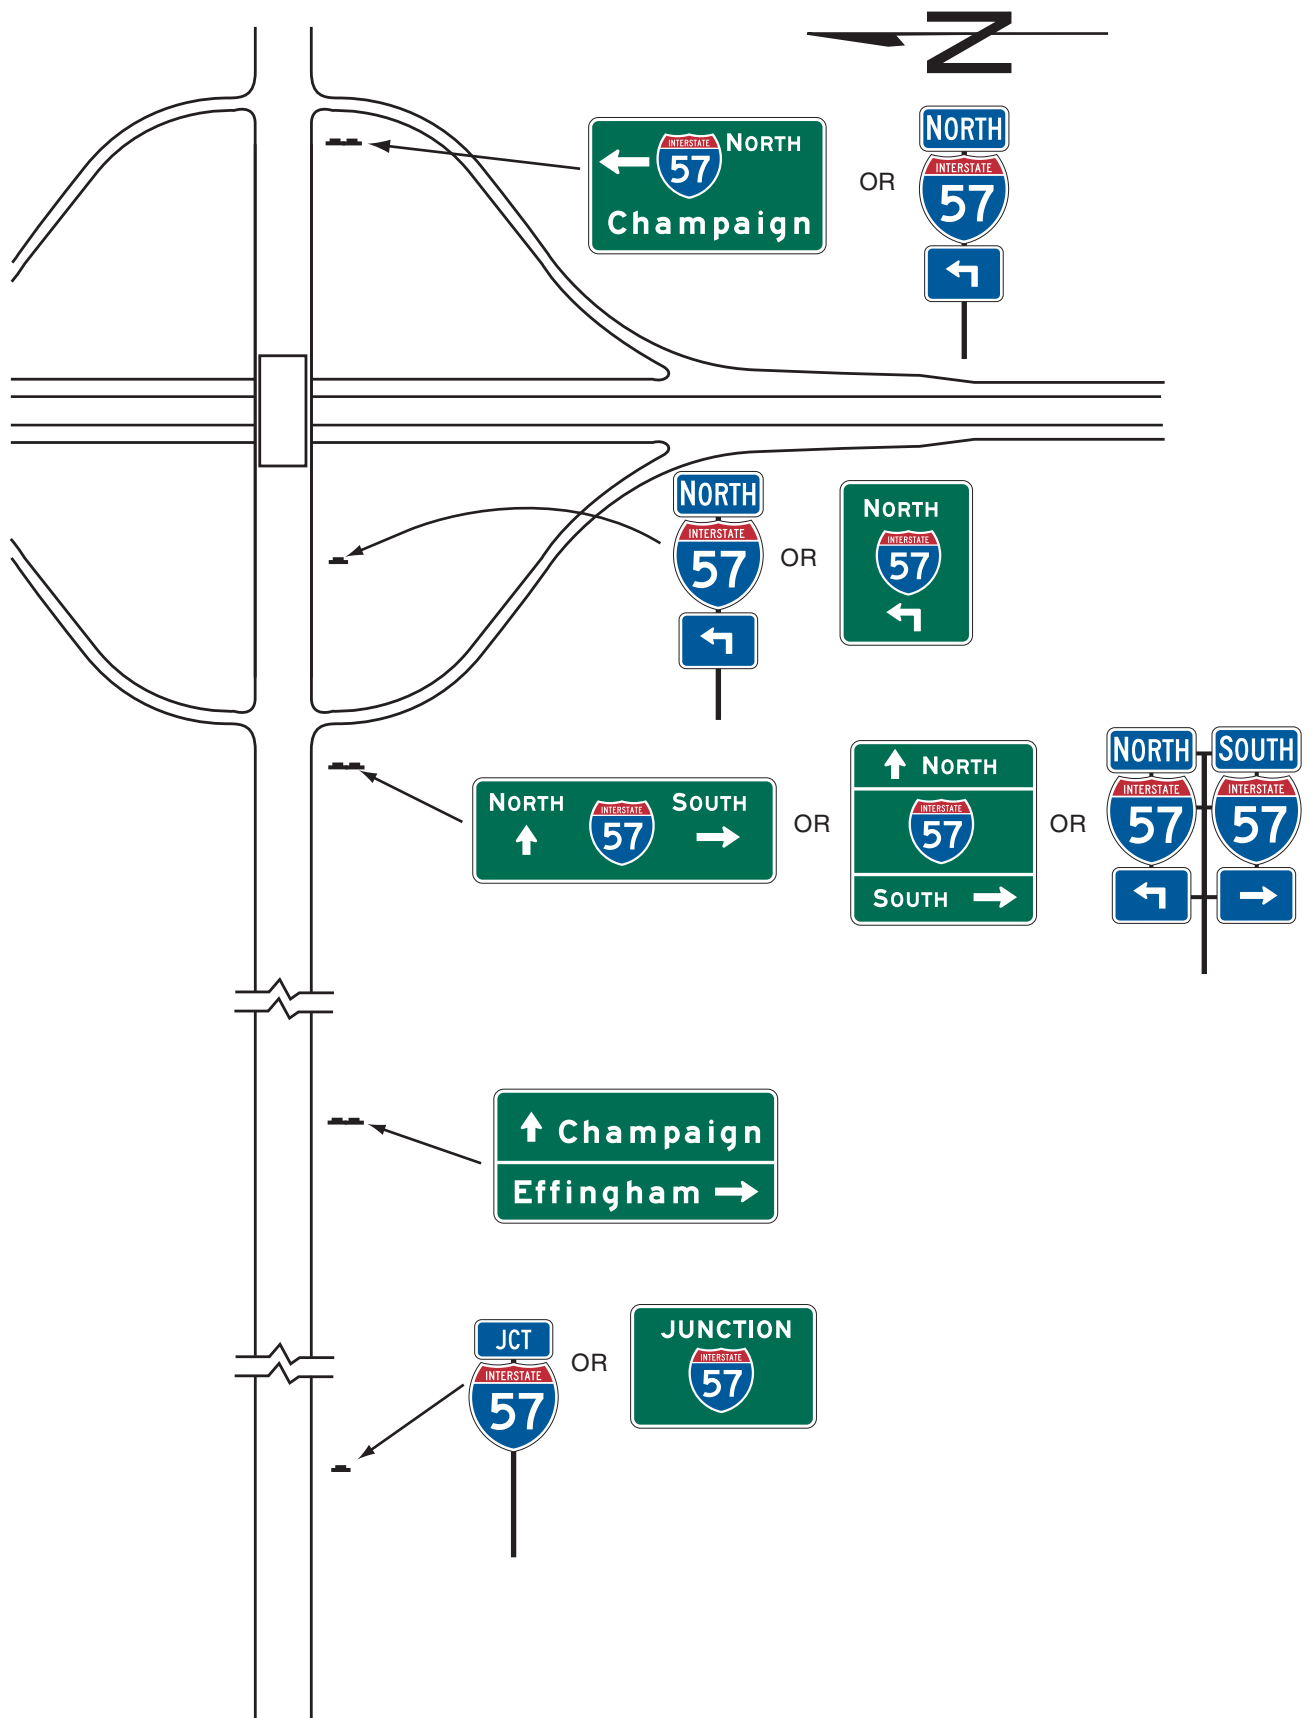 N
INTERSTATE
57 NORTH
Champaign
OR
NORTH
INTERSTATE
57
NORTH
INTERSTATE
57
OR
NORTH
INTERSTATE
57
NORTH
INTERSTATE
57
SOUTH
OR
NORTH
INTERSTATE
57
SOUTH
OR
NORTH
INTERSTATE
57
SOUTH
INTERSTATE
57
Champaign
Effingham
JCT
INTERSTATE
57
OR
JUNCTION
INTERSTATE
57